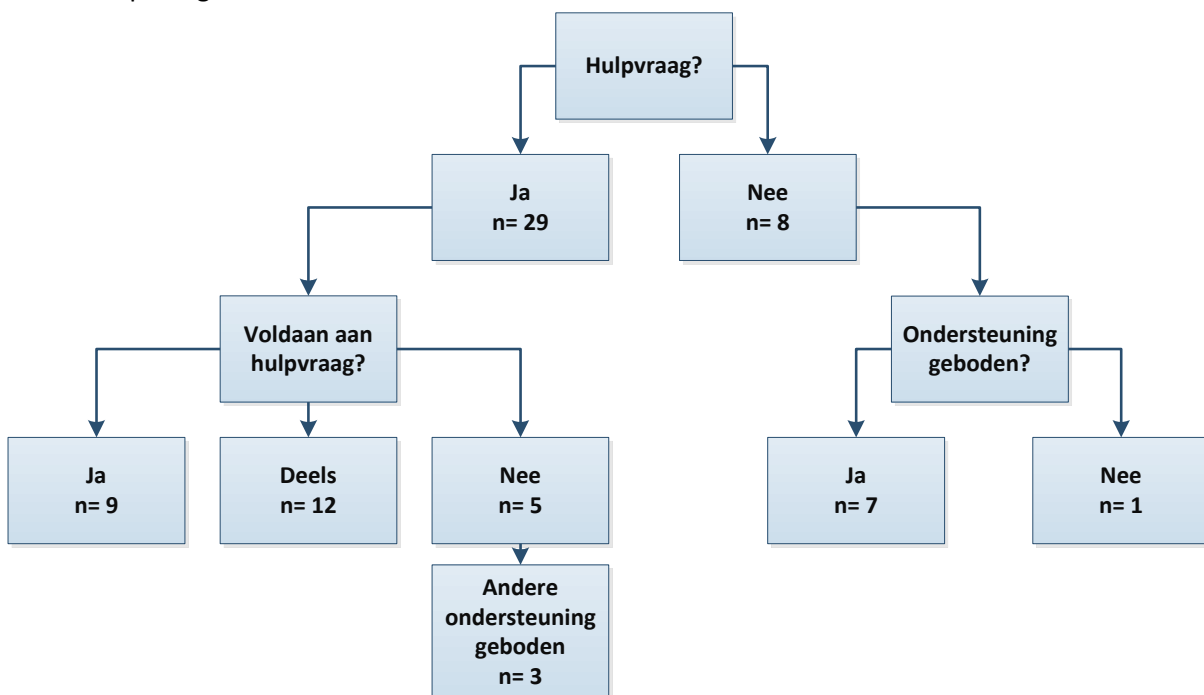 Hulpvraag?
Ja
n= 29
Nee
n= 8
Voldaan aan
hulpvraag?
Ondersteuning
geboden?
Ja
n= 9
Deels
n= 12
Nee
n= 5
Ja
n= 7
Nee
n= 1
Andere
ondersteuning
geboden
n= 3